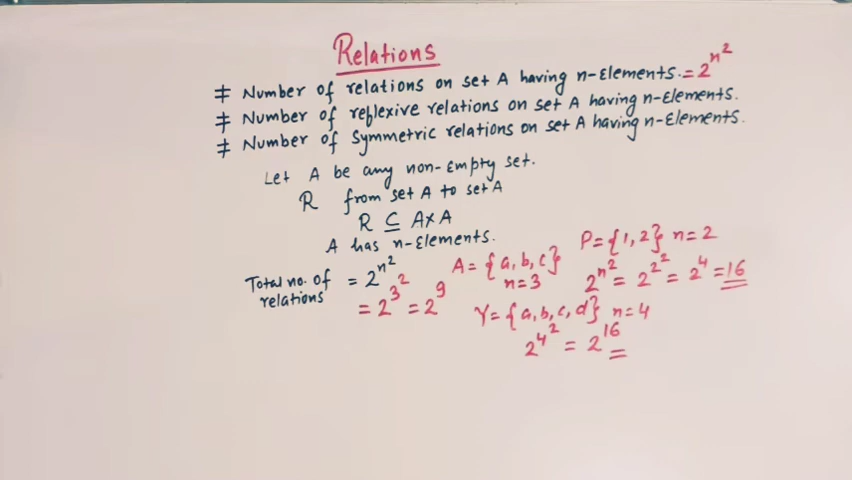 Relations
# Number of relations on set A having n-Elements. = 2^n^2
# Number of reflexive relations on set A having n-Elements.
# Number of Symmetric relations on set A having n-Elements.
Let A be any non-empty set.
R from set A to set A
R ⊆ A×A
A has n-Elements.
Total no. of relations = 2^n^2
= 2^3^2 = 2^9
A = {a, b, c}
n=3
P = {1, 2} n = 2
2^n^2 = 2^2^2 = 2^4 = 16
Y = {a, b, c, d} n = 4
2^4^2 = 2^16